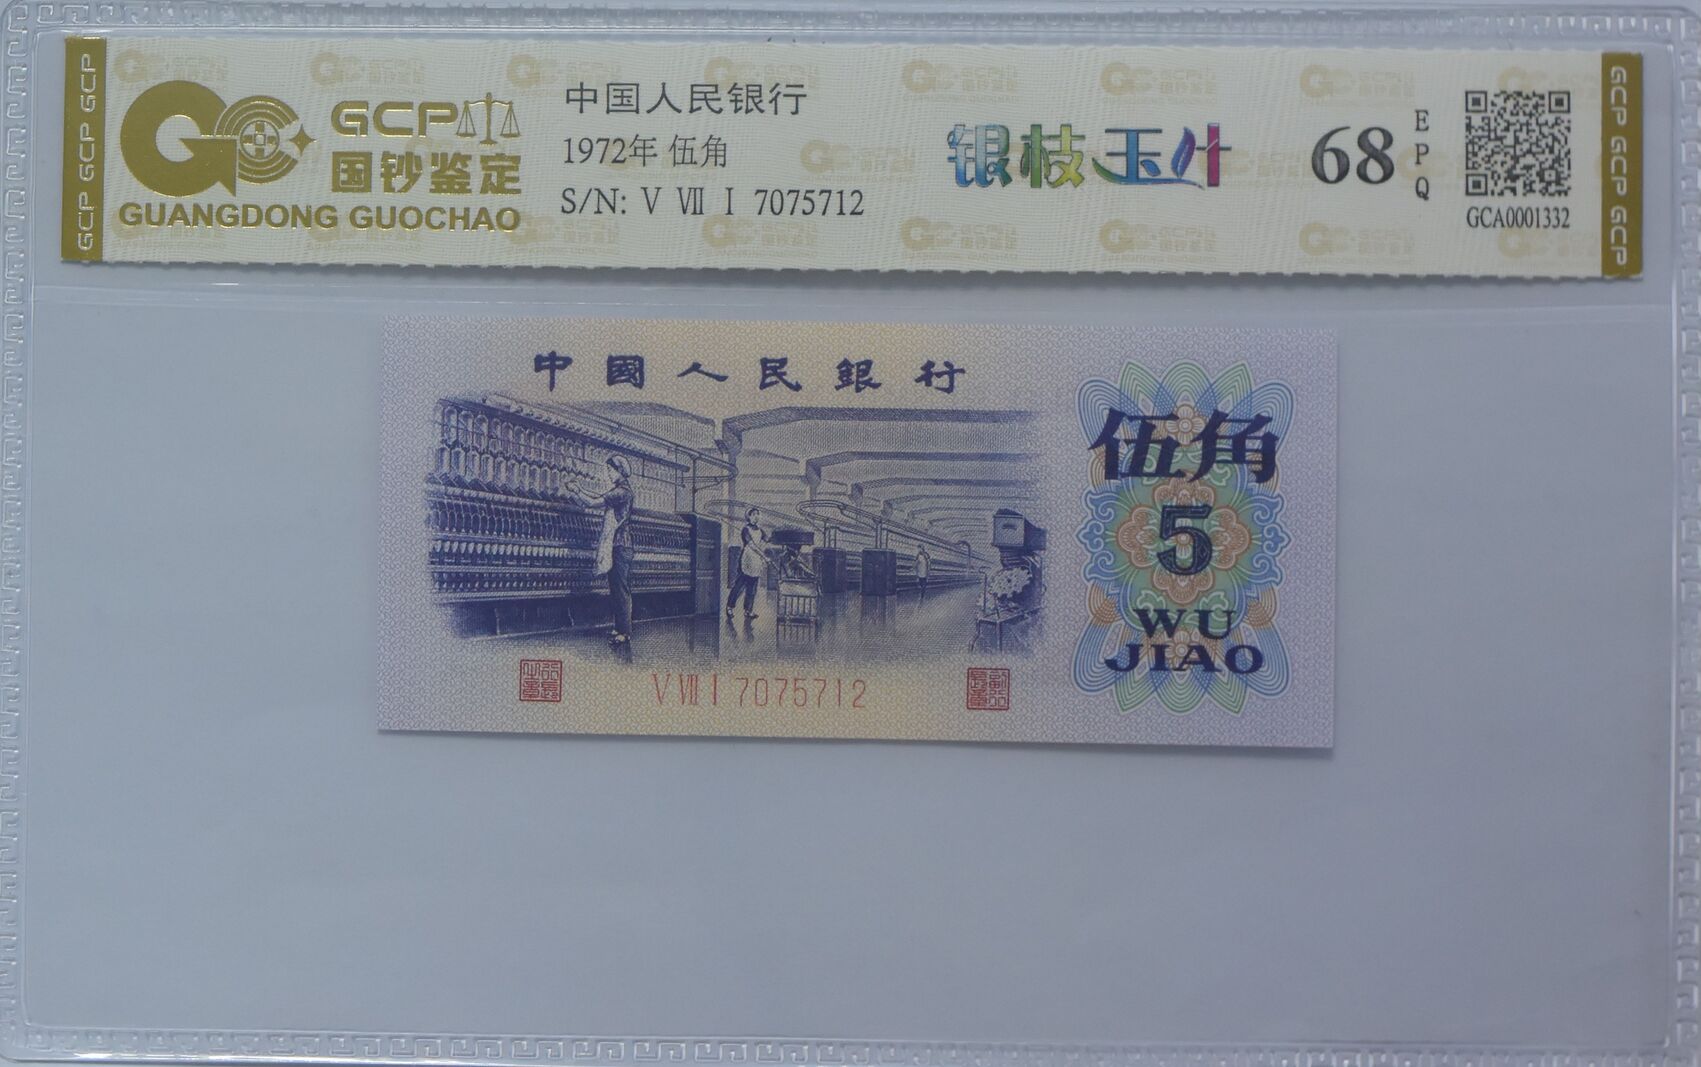 GCP GCP GCP
GCP
国钞鉴定
GUANGDONG GUOCHAO
中国人民银行
1972年 伍角
S/N: V Ⅶ I 7075712
银枝玉叶
68
EPQ
GCA0001332
GCP GCP GCP
中國人民銀行
伍角
5
WU
JIAO
V Ⅶ I 7075712